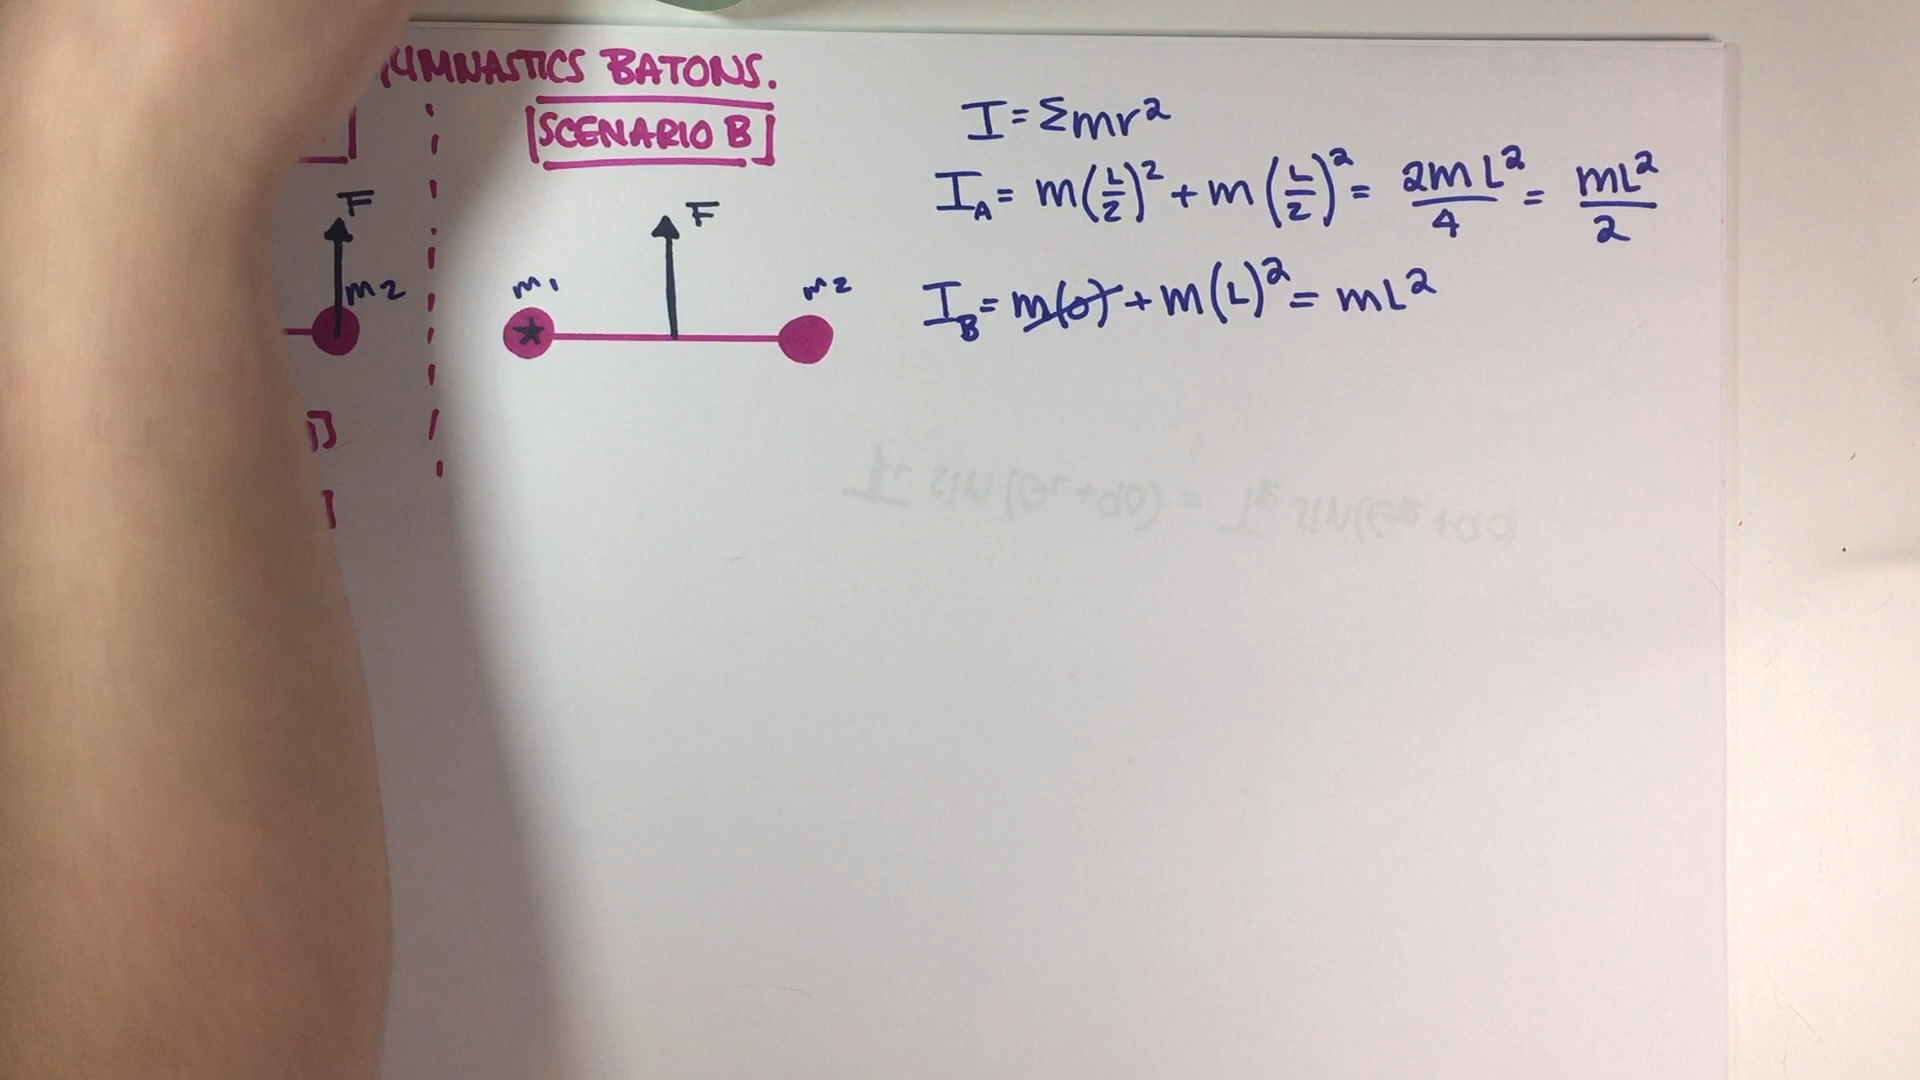 GYMNASTICS BATONS.
[SCENARIO B]
F
m2
F
m1
m2
I = Σmr²
I_A = m(L/2)² + m(L/2)² = 2mL²/4 = mL²/2
I_B = m(0) + m(L)² = mL²